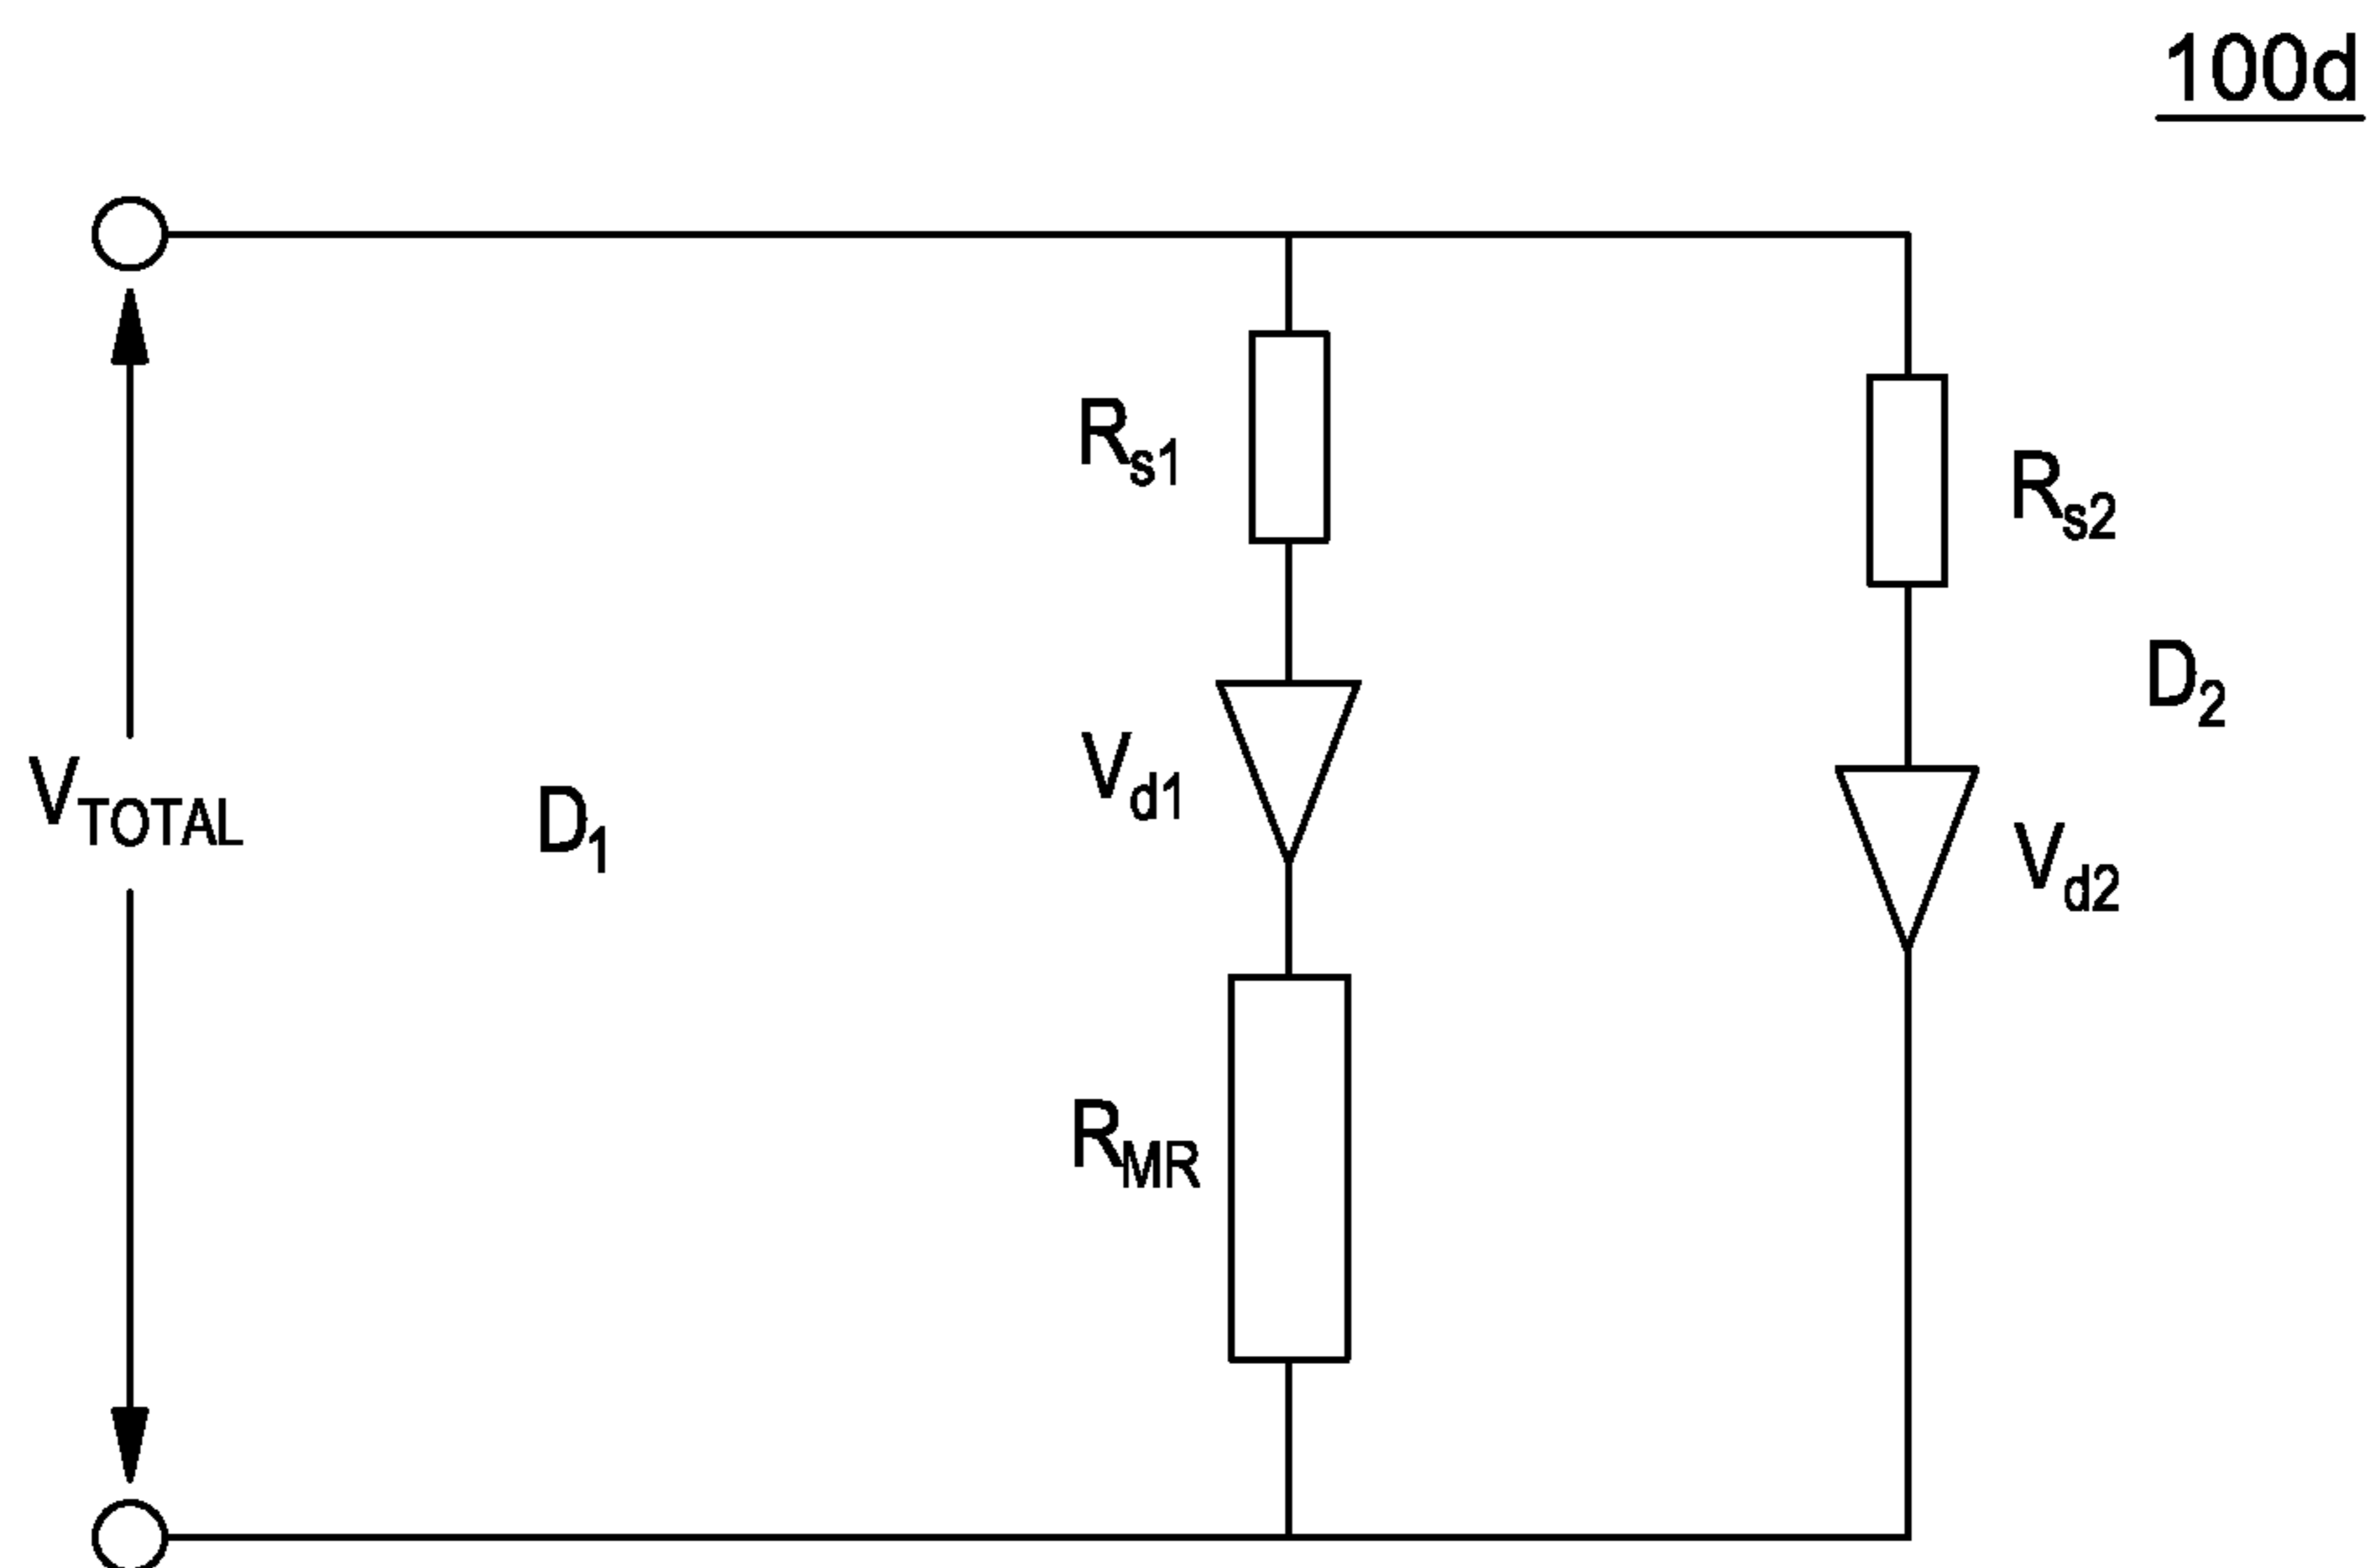 100d
Rs1
Rs2
D2
Vd1
VTOTAL
D1
Vd2
RMR